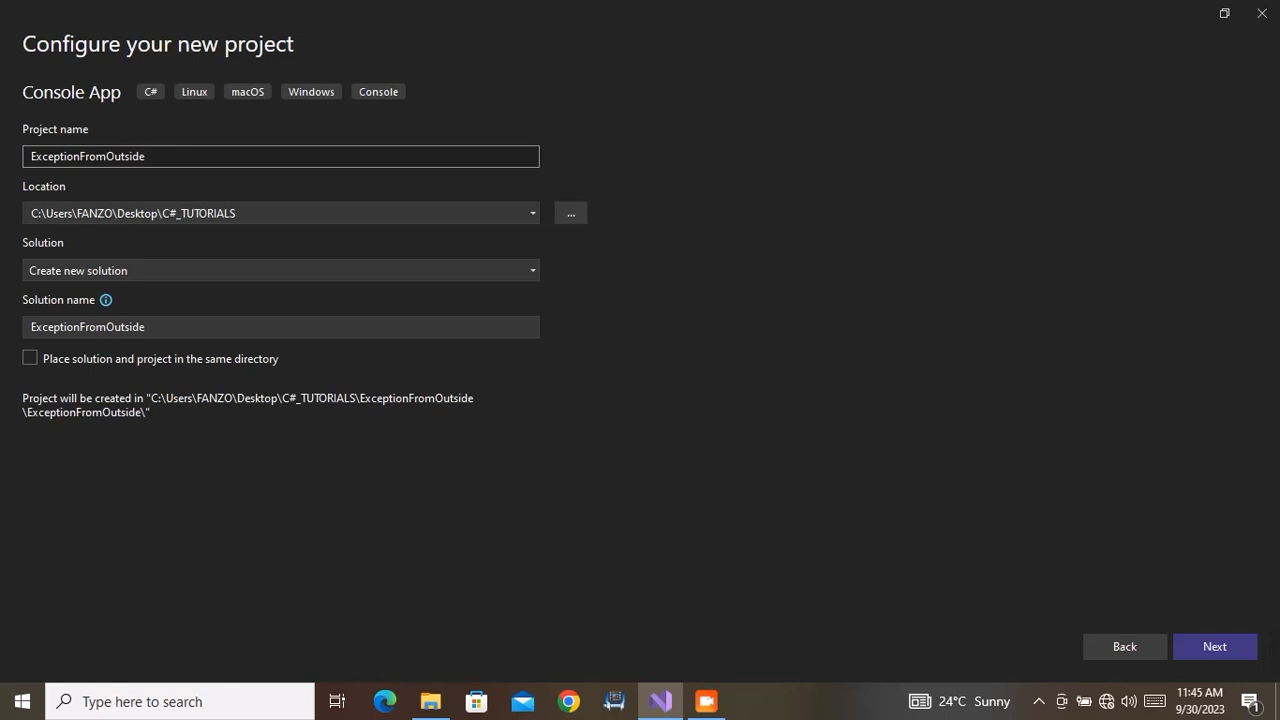 Configure your new project
Console App C# Linux macOS Windows Console
Project name
ExceptionFromOutside
Location
C:\Users\FANZO\Desktop\C#_TUTORIALS
...
Solution
Create new solution
Solution name
ExceptionFromOutside
Place solution and project in the same directory
Project will be created in "C:\Users\FANZO\Desktop\C#_TUTORIALS\ExceptionFromOutside
\ExceptionFromOutside\"
Back Next
Type here to search
24°C Sunny
11:45 AM
9/30/2023
1